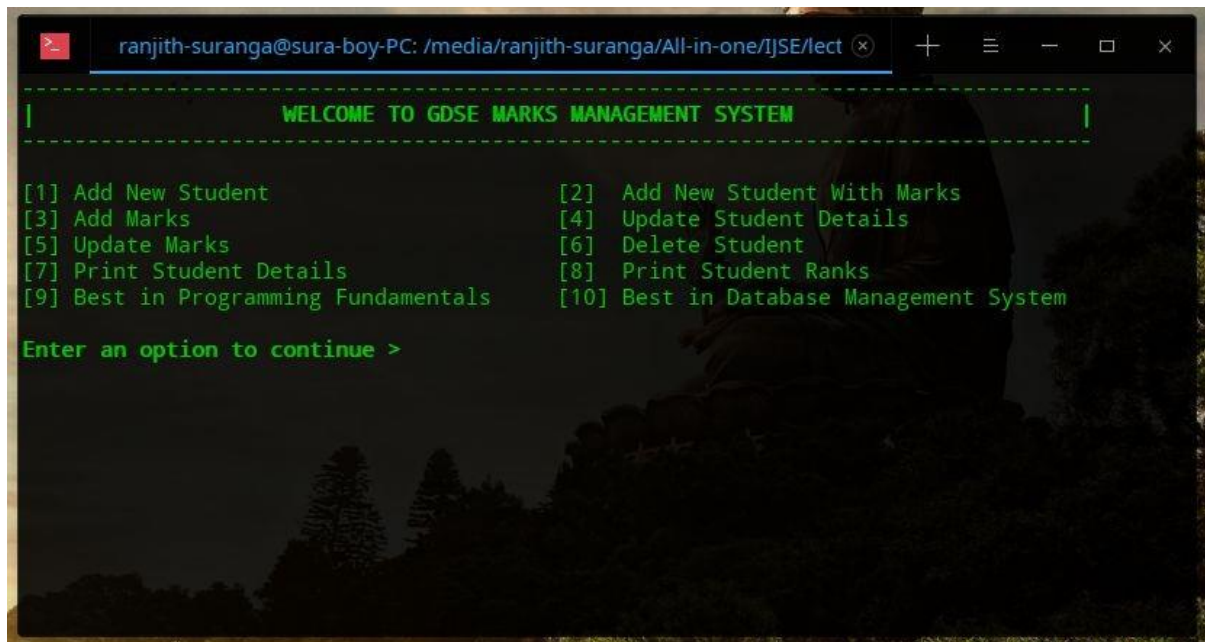 ranjith-suranga@sura-boy-PC: /media/ranjith-suranga/All-in-one/IJSE/lect
WELCOME TO GDSE MARKS MANAGEMENT SYSTEM
[1] Add New Student [2] Add New Student With Marks
[3] Add Marks [4] Update Student Details
[5] Update Marks [6] Delete Student
[7] Print Student Details [8] Print Student Ranks
[9] Best in Programming Fundamentals [10] Best in Database Management System
Enter an option to continue >